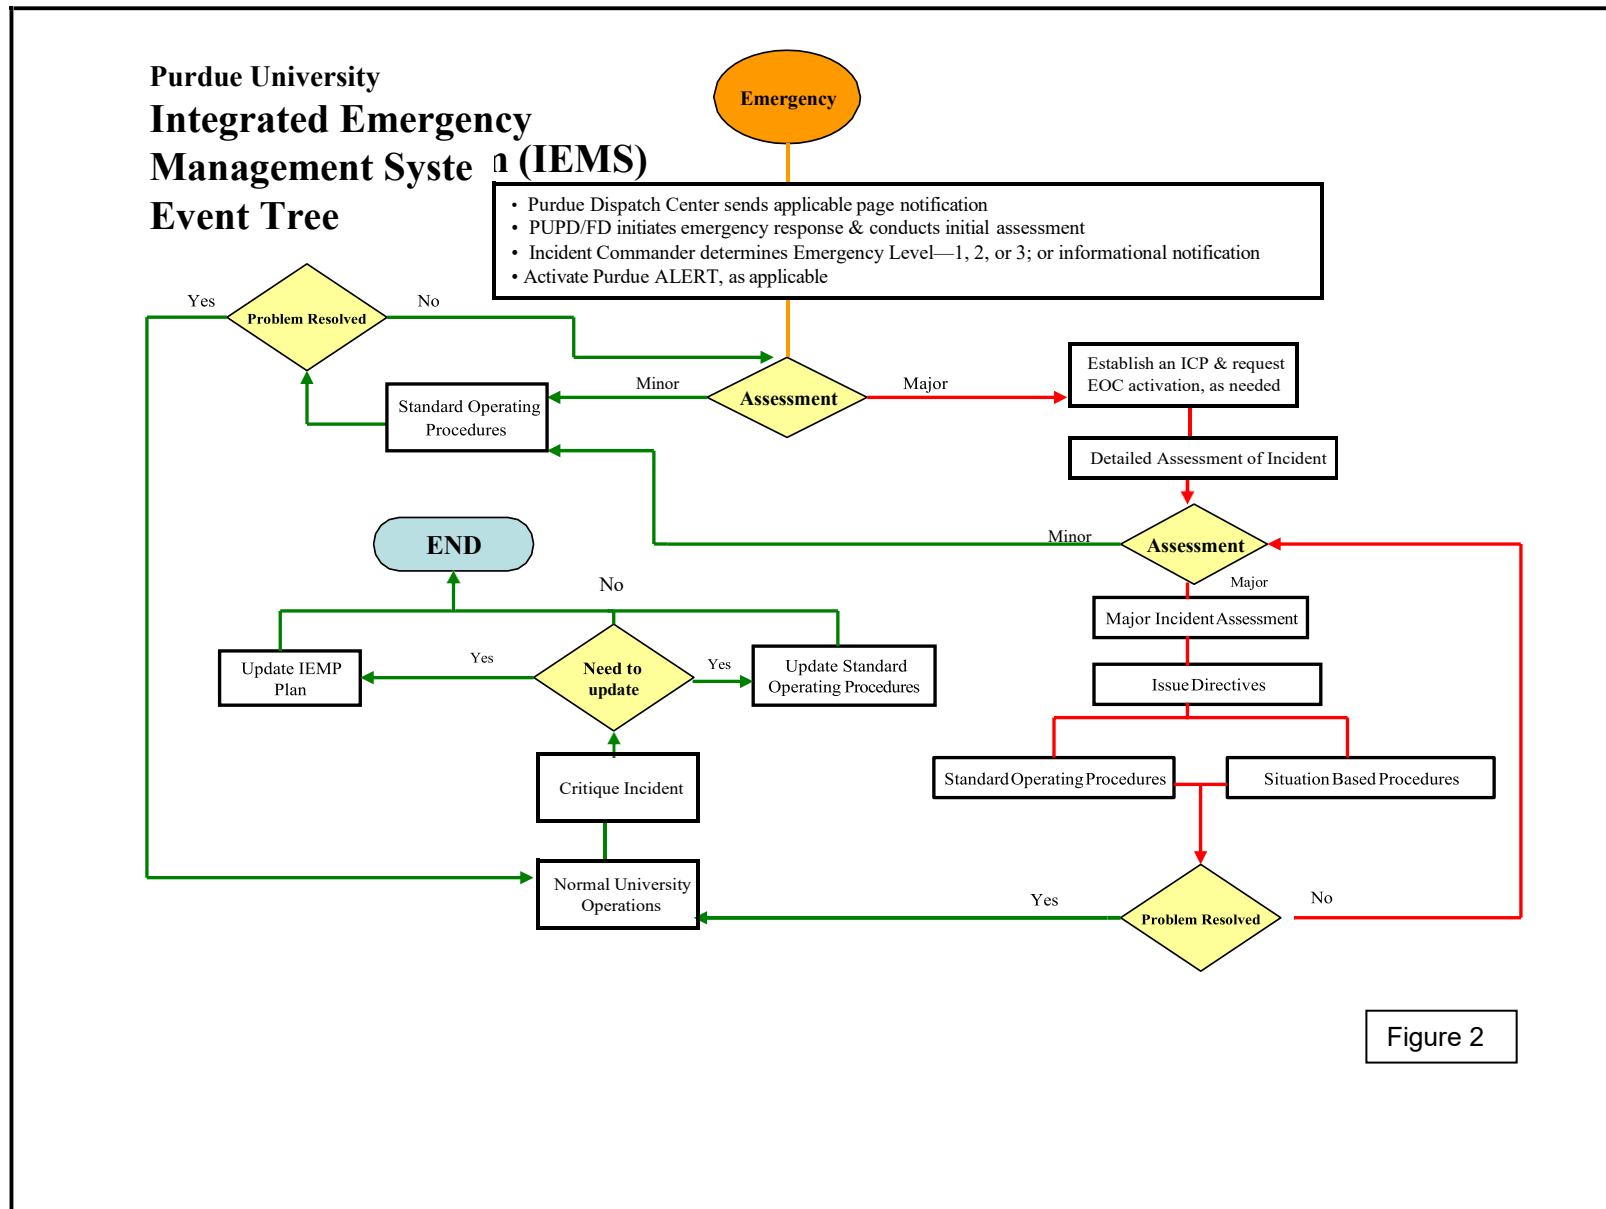 Purdue University
Integrated Emergency
Management Syste n (IEMS)
Event Tree
Emergency
• Purdue Dispatch Center sends applicable page notification
• PUPD/FD initiates emergency response & conducts initial assessment
• Incident Commander determines Emergency Level—1, 2, or 3; or informational notification
• Activate Purdue ALERT, as applicable
Yes
Problem Resolved
No
Minor
Assessment
Major
Establish an ICP & request
EOC activation, as needed
Standard Operating
Procedures
Detailed Assessment of Incident
END
Minor
Assessment
Major
No
Major Incident Assessment
Update IEMP
Plan
Yes
Need to
update
Yes
Update Standard
Operating Procedures
Issue Directives
Critique Incident
Standard Operating Procedures
Situation Based Procedures
Normal University
Operations
Yes
Problem Resolved
No
Figure 2